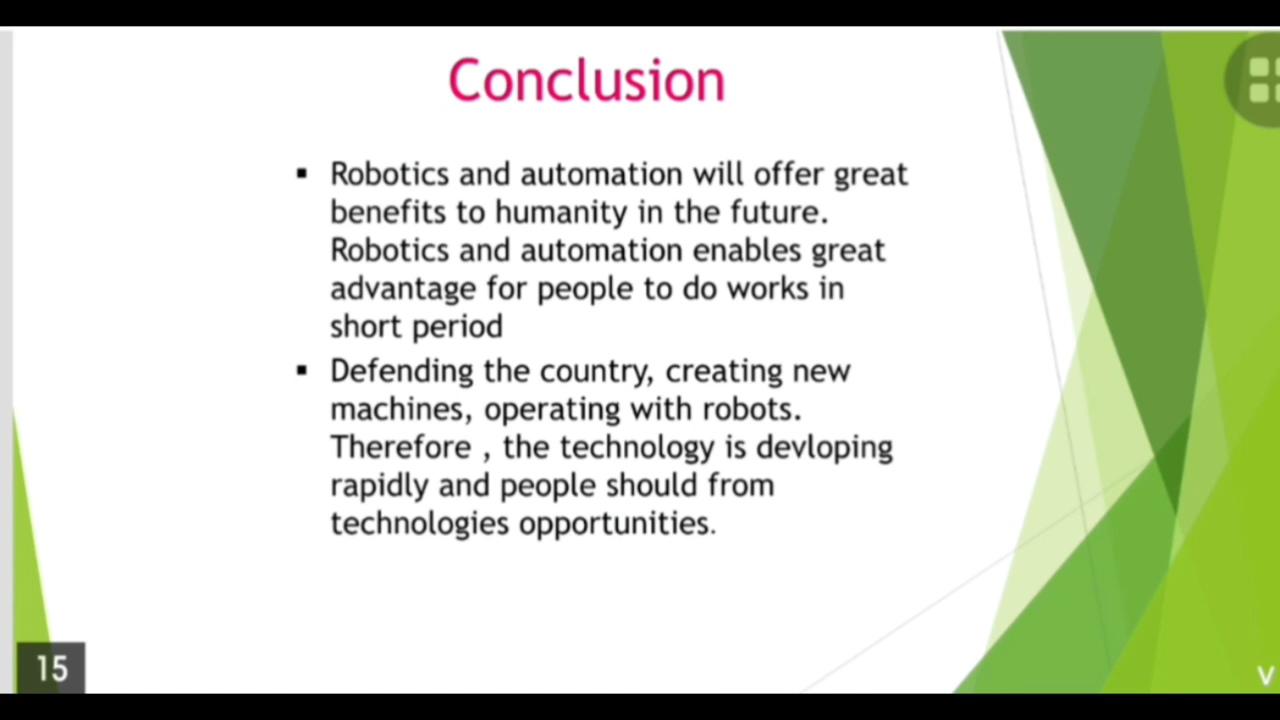 Conclusion
▪ Robotics and automation will offer great
benefits to humanity in the future.
Robotics and automation enables great
advantage for people to do works in
short period
▪ Defending the country, creating new
machines, operating with robots.
Therefore , the technology is devloping
rapidly and people should from
technologies opportunities.
15
V